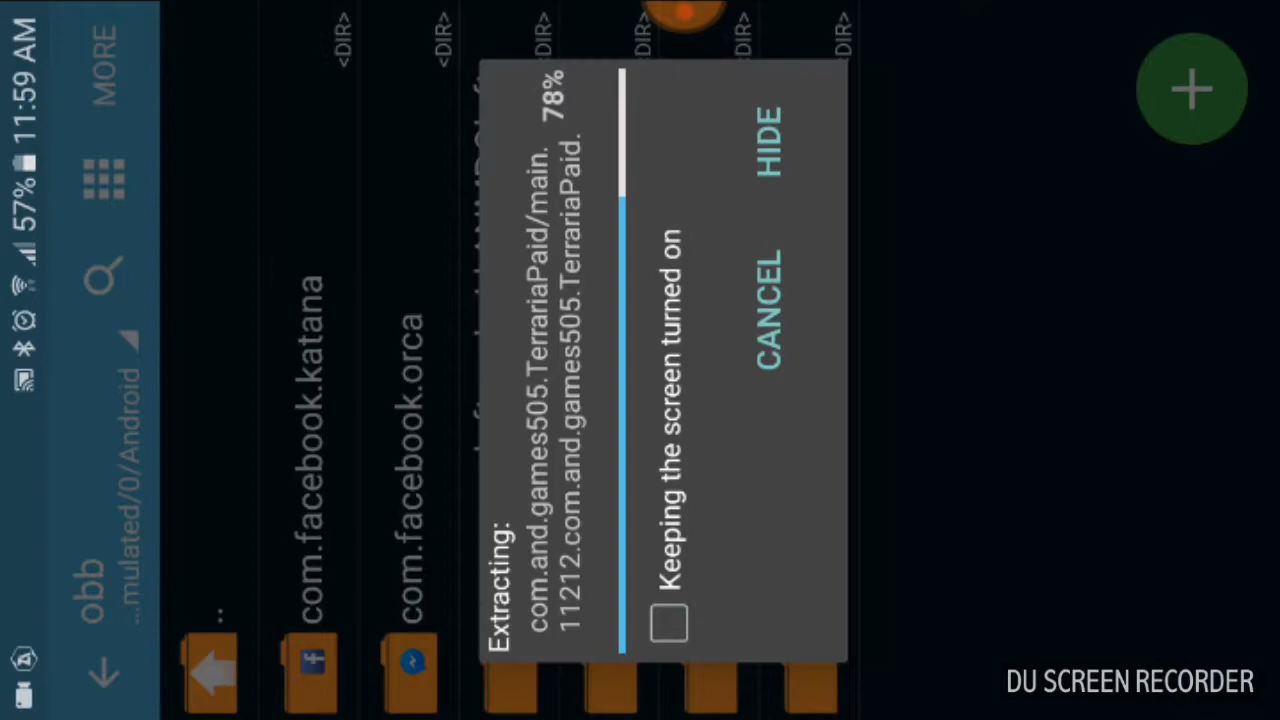 57% 11:59 AM
obb
...mulated/0/Android
MORE
..
com.facebook.katana
<DIR>
com.facebook.orca
<DIR>
<DIR>
<DIR>
<DIR>
<DIR>
Extracting:
com.and.games505.TerrariaPaid/main.
11212.com.and.games505.TerrariaPaid.
78%
Keeping the screen turned on
CANCEL
HIDE
DU SCREEN RECORDER